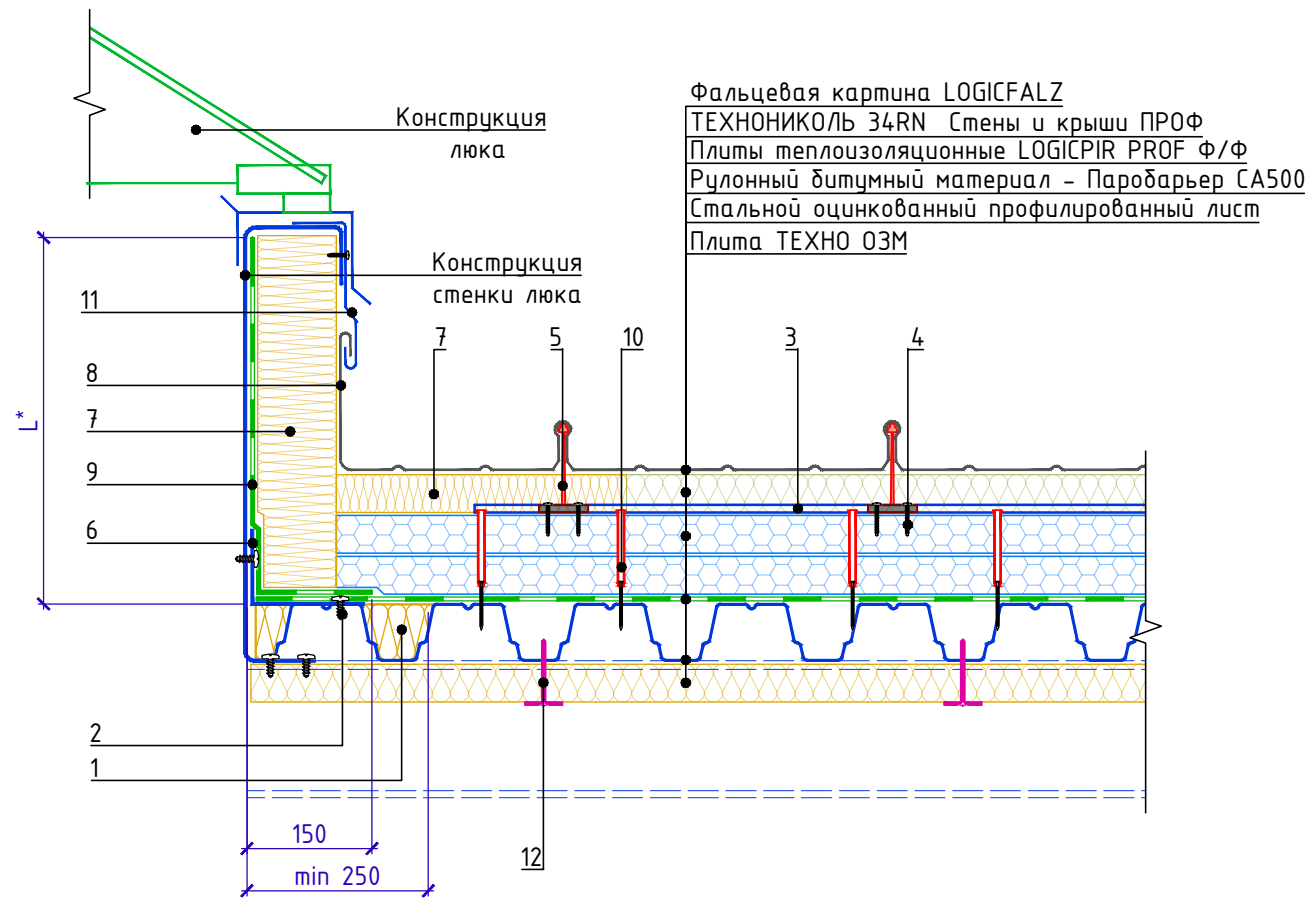 Фальцевая картина LOGICFALZ
ТЕХНОНИКОЛЬ 34RN Стены и крыши ПРОФ
Плиты теплоизоляционные LOGICPIR PROF Ф/Ф
Рулонный битумный материал - Паробарьер СА500
Стальной оцинкованный профилированный лист
Плита ТЕХНО ОЗМ
Конструкция
люка
Конструкция
стенки люка
11
8
7
9
6
2
1
7
5
10
3
4
12
L*
150
min 250